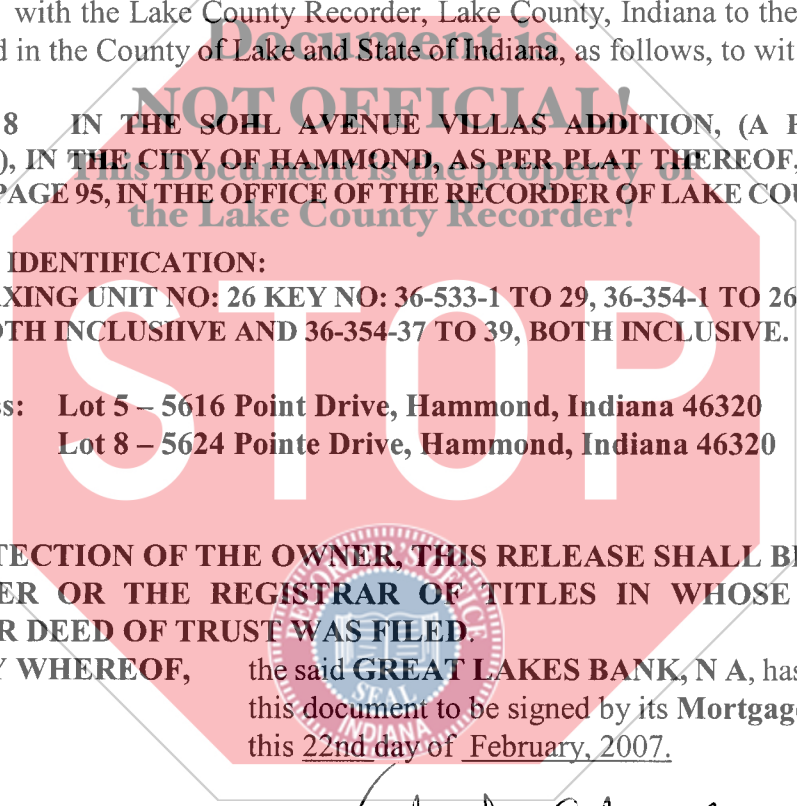 with the Lake County Recorder, Lake County, Indiana to the
d in the County of Lake and State of Indiana, as follows, to wit
Document is
NOT OFFICIAL!
This Document is the property of
the Lake County Recorder!
8 IN THE SOHL AVENUE VILLAS ADDITION, (A
), IN THE CITY OF HAMMOND, AS PER PLAT THEREOF,
PAGE 95, IN THE OFFICE OF THE RECORDER OF LAKE COU
IDENTIFICATION:
XING UNIT NO: 26 KEY NO: 36-533-1 TO 29, 36-354-1 TO 26
OTH INCLUSIIVE AND 36-354-37 TO 39, BOTH INCLUSIVE.
STOP
ss: Lot 5 – 5616 Point Drive, Hammond, Indiana 46320
Lot 8 – 5624 Pointe Drive, Hammond, Indiana 46320
TECTION OF THE OWNER, THIS RELEASE SHALL BE
ER OR THE REGISTRAR OF TITLES IN WHOSE
R DEED OF TRUST WAS FILED.
Y WHEREOF, the said GREAT LAKES BANK, N A, has
this document to be signed by its Mortgage
this 22nd day of February, 2007.
RECORDER'S OFFICE
SEAL
INDIANA